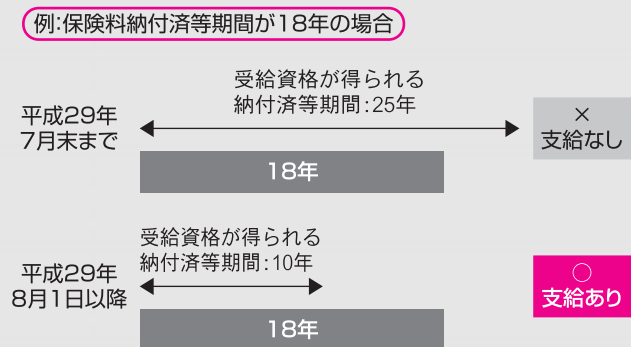 例:保険料納付済等期間が18年の場合
受給資格が得られる
納付済等期間:25年
平成29年
7月末まで
×
支給なし
18年
受給資格が得られる
納付済等期間:10年
平成29年
8月1日以降
○
支給あり
18年